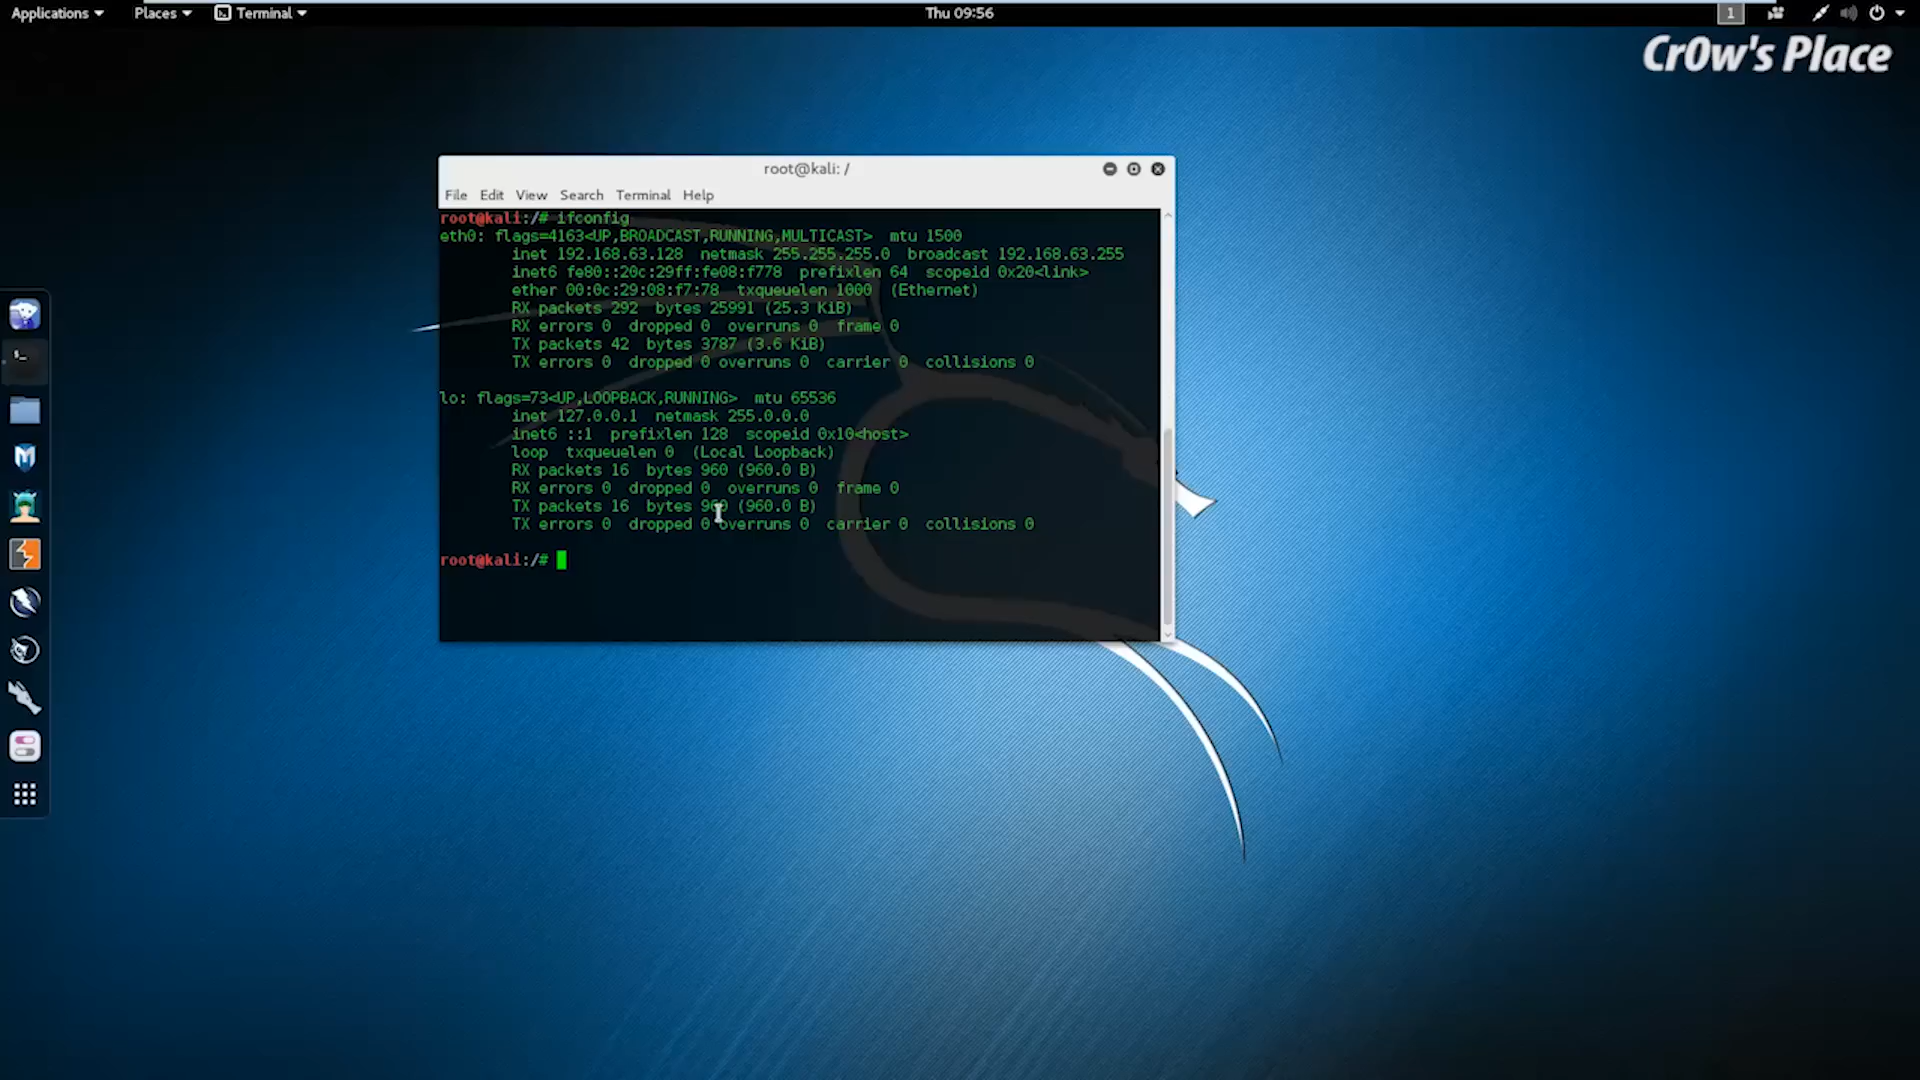 Applications Places Terminal Thu 09:56 1
Cr0w's Place
root@kali: /
File Edit View Search Terminal Help
root@kali:/# ifconfig
eth0: flags=4163<UP,BROADCAST,RUNNING,MULTICAST>  mtu 1500
        inet 192.168.63.128  netmask 255.255.255.0  broadcast 192.168.63.255
        inet6 fe80::20c:29ff:fe08:f778  prefixlen 64  scopeid 0x20<link>
        ether 00:0c:29:08:f7:78  txqueuelen 1000  (Ethernet)
        RX packets 292  bytes 25991 (25.3 KiB)
        RX errors 0  dropped 0  overruns 0  frame 0
        TX packets 42  bytes 3787 (3.6 KiB)
        TX errors 0  dropped 0 overruns 0  carrier 0  collisions 0
lo: flags=73<UP,LOOPBACK,RUNNING>  mtu 65536
        inet 127.0.0.1  netmask 255.0.0.0
        inet6 ::1  prefixlen 128  scopeid 0x10<host>
        loop  txqueuelen 0  (Local Loopback)
        RX packets 16  bytes 960 (960.0 B)
        RX errors 0  dropped 0  overruns 0  frame 0
        TX packets 16  bytes 960 (960.0 B)
        TX errors 0  dropped 0 overruns 0  carrier 0  collisions 0
root@kali:/#